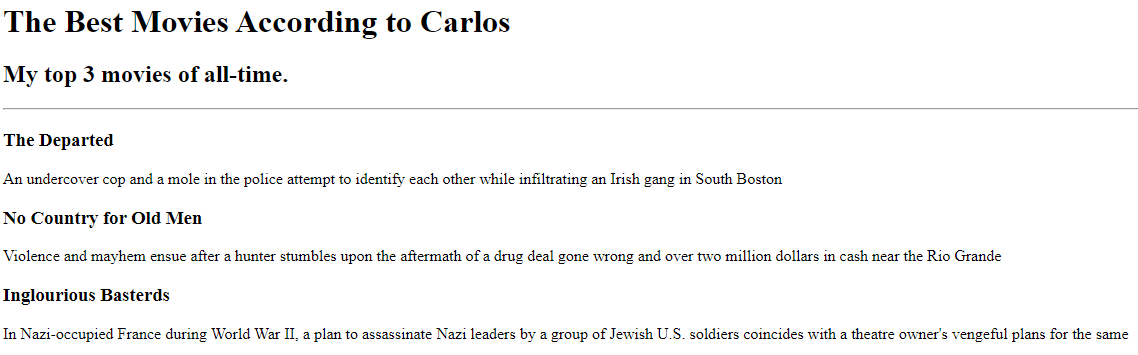 The Best Movies According to Carlos
My top 3 movies of all-time.
The Departed
An undercover cop and a mole in the police attempt to identify each other while infiltrating an Irish gang in South Boston
No Country for Old Men
Violence and mayhem ensue after a hunter stumbles upon the aftermath of a drug deal gone wrong and over two million dollars in cash near the Rio Grande
Inglourious Basterds
In Nazi-occupied France during World War II, a plan to assassinate Nazi leaders by a group of Jewish U.S. soldiers coincides with a theatre owner's vengeful plans for the same